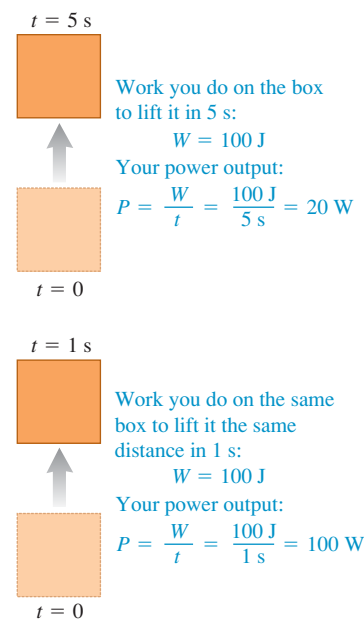 t = 5 s
Work you do on the box
to lift it in 5 s:
W = 100 J
Your power output:
P = W/t = 100 J/5 s = 20 W
t = 0
t = 1 s
Work you do on the same
box to lift it the same
distance in 1 s:
W = 100 J
Your power output:
P = W/t = 100 J/1 s = 100 W
t = 0